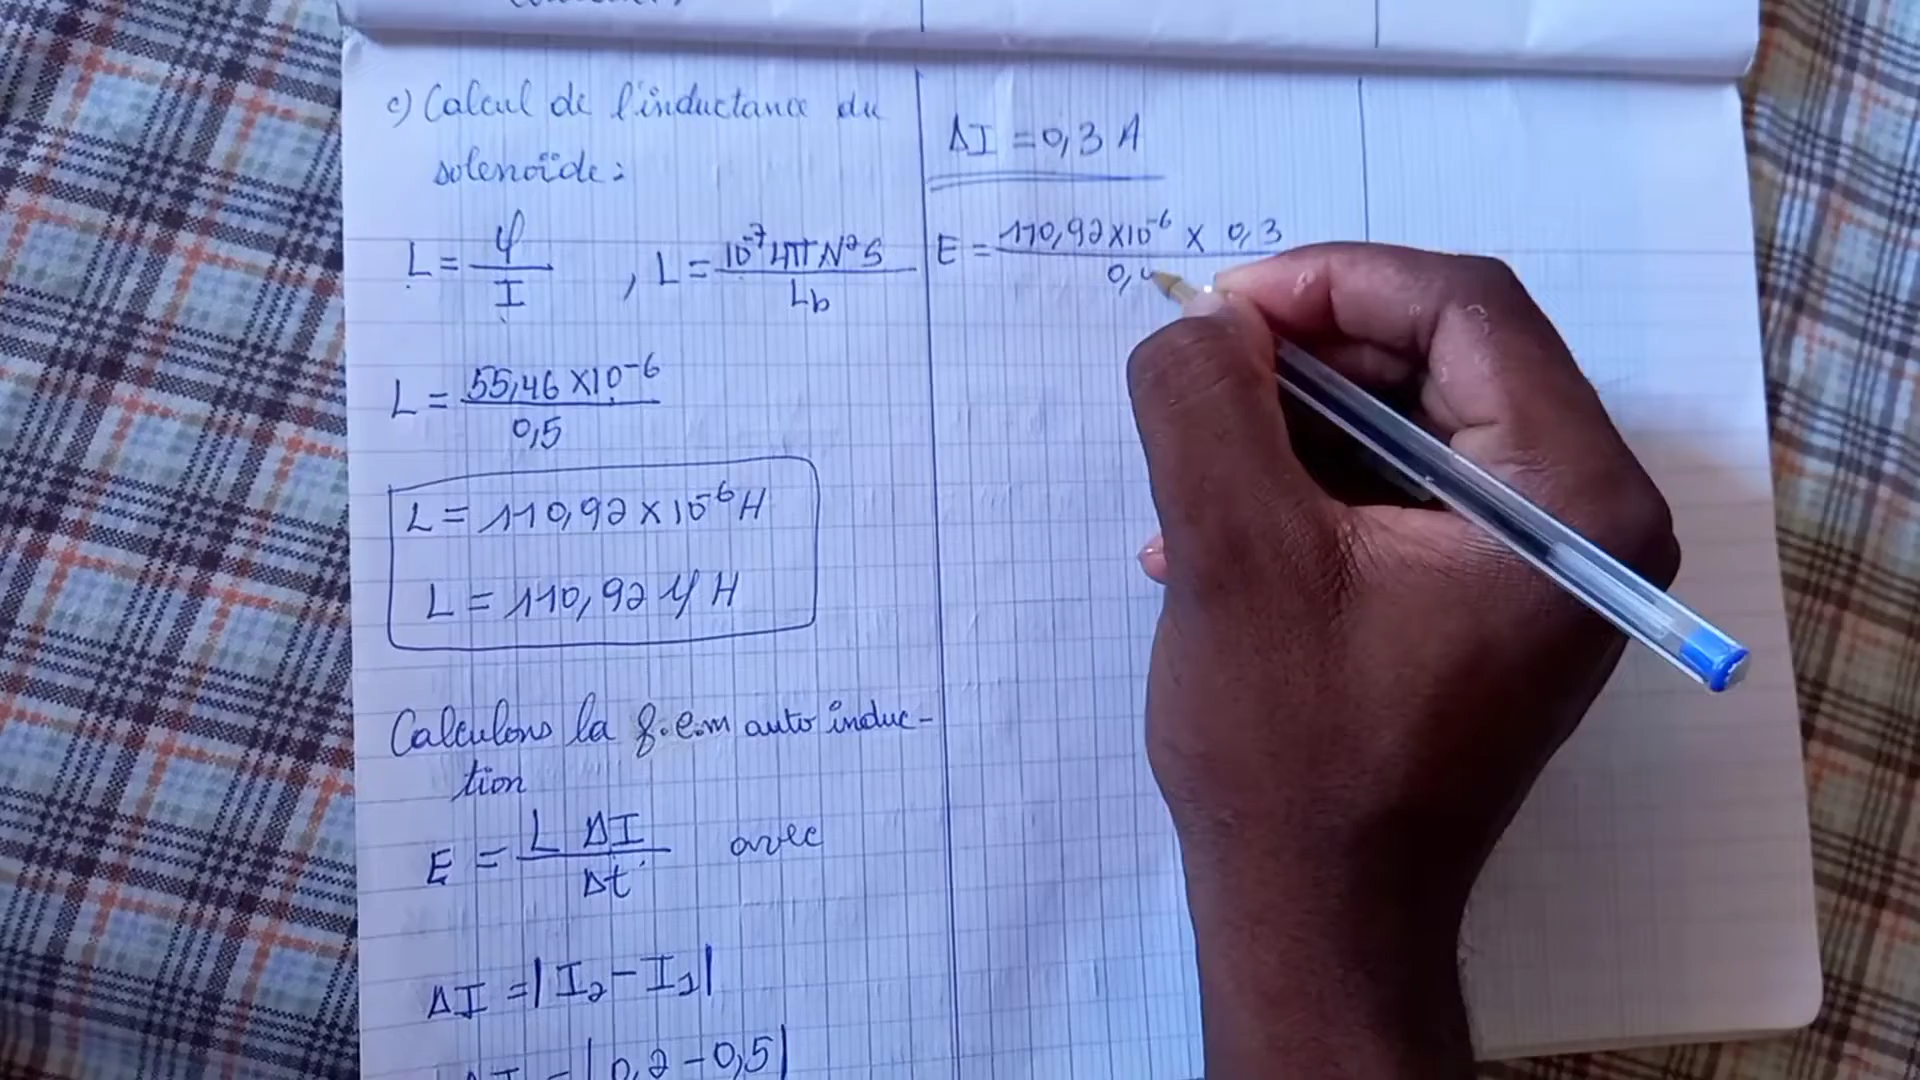 c) Calcul de l'inductance du
solenoïde :
L = φ / I , L = 10⁻⁷ 4π N² S / Lb
L = 55,46 × 10⁻⁶ / 0,5
L = 110,92 × 10⁻⁶ H
L = 110,92 μH
Calculons la f.e.m auto induc-
tion
E = L ΔI / Δt avec
ΔI = | I₂ - I₁ |
ΔI = | 0,2 - 0,5 |
ΔI = 0,3 A
E = 110,92 × 10⁻⁶ × 0,3 / 0,